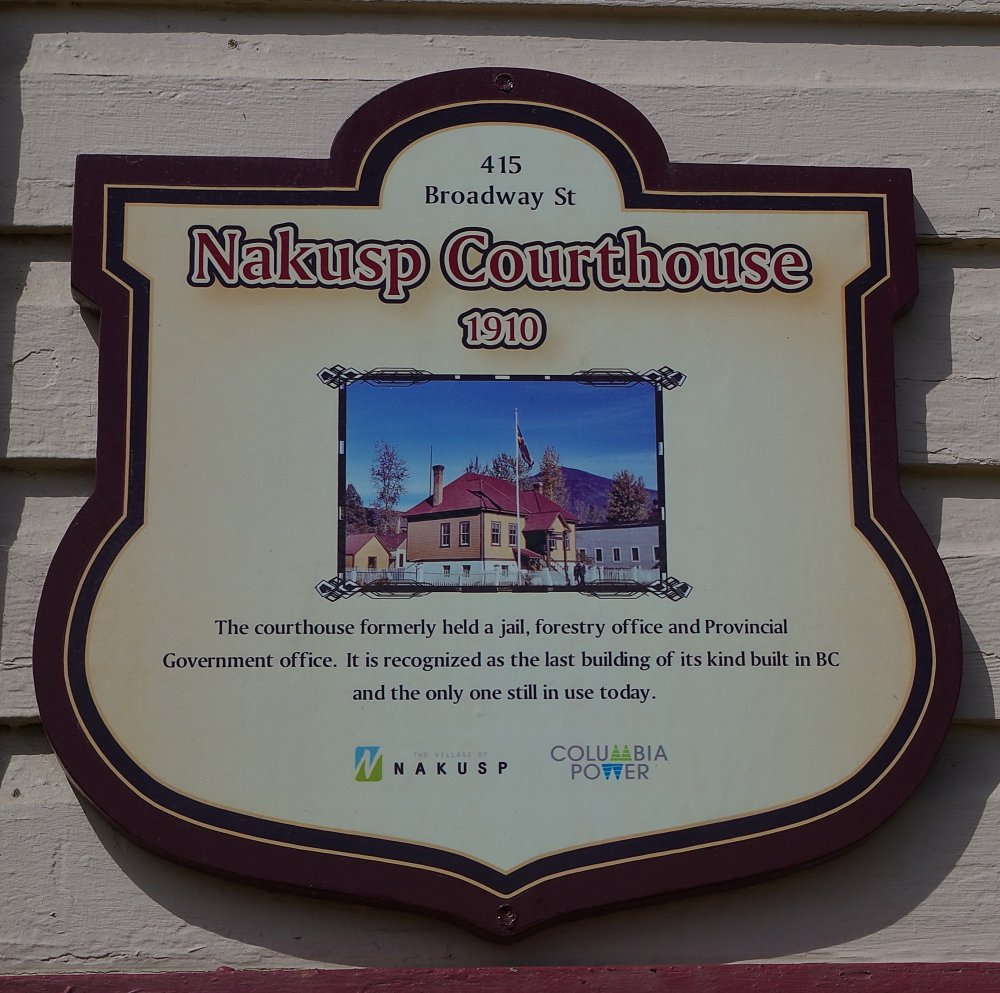 415
Broadway St
Nakusp Courthouse
1910
The courthouse formerly held a jail, forestry office and Provincial
Government office. It is recognized as the last building of its kind built in BC
and the only one still in use today.
THE VILLAGE OF
NAKUSP
COLUMBIA
POWER